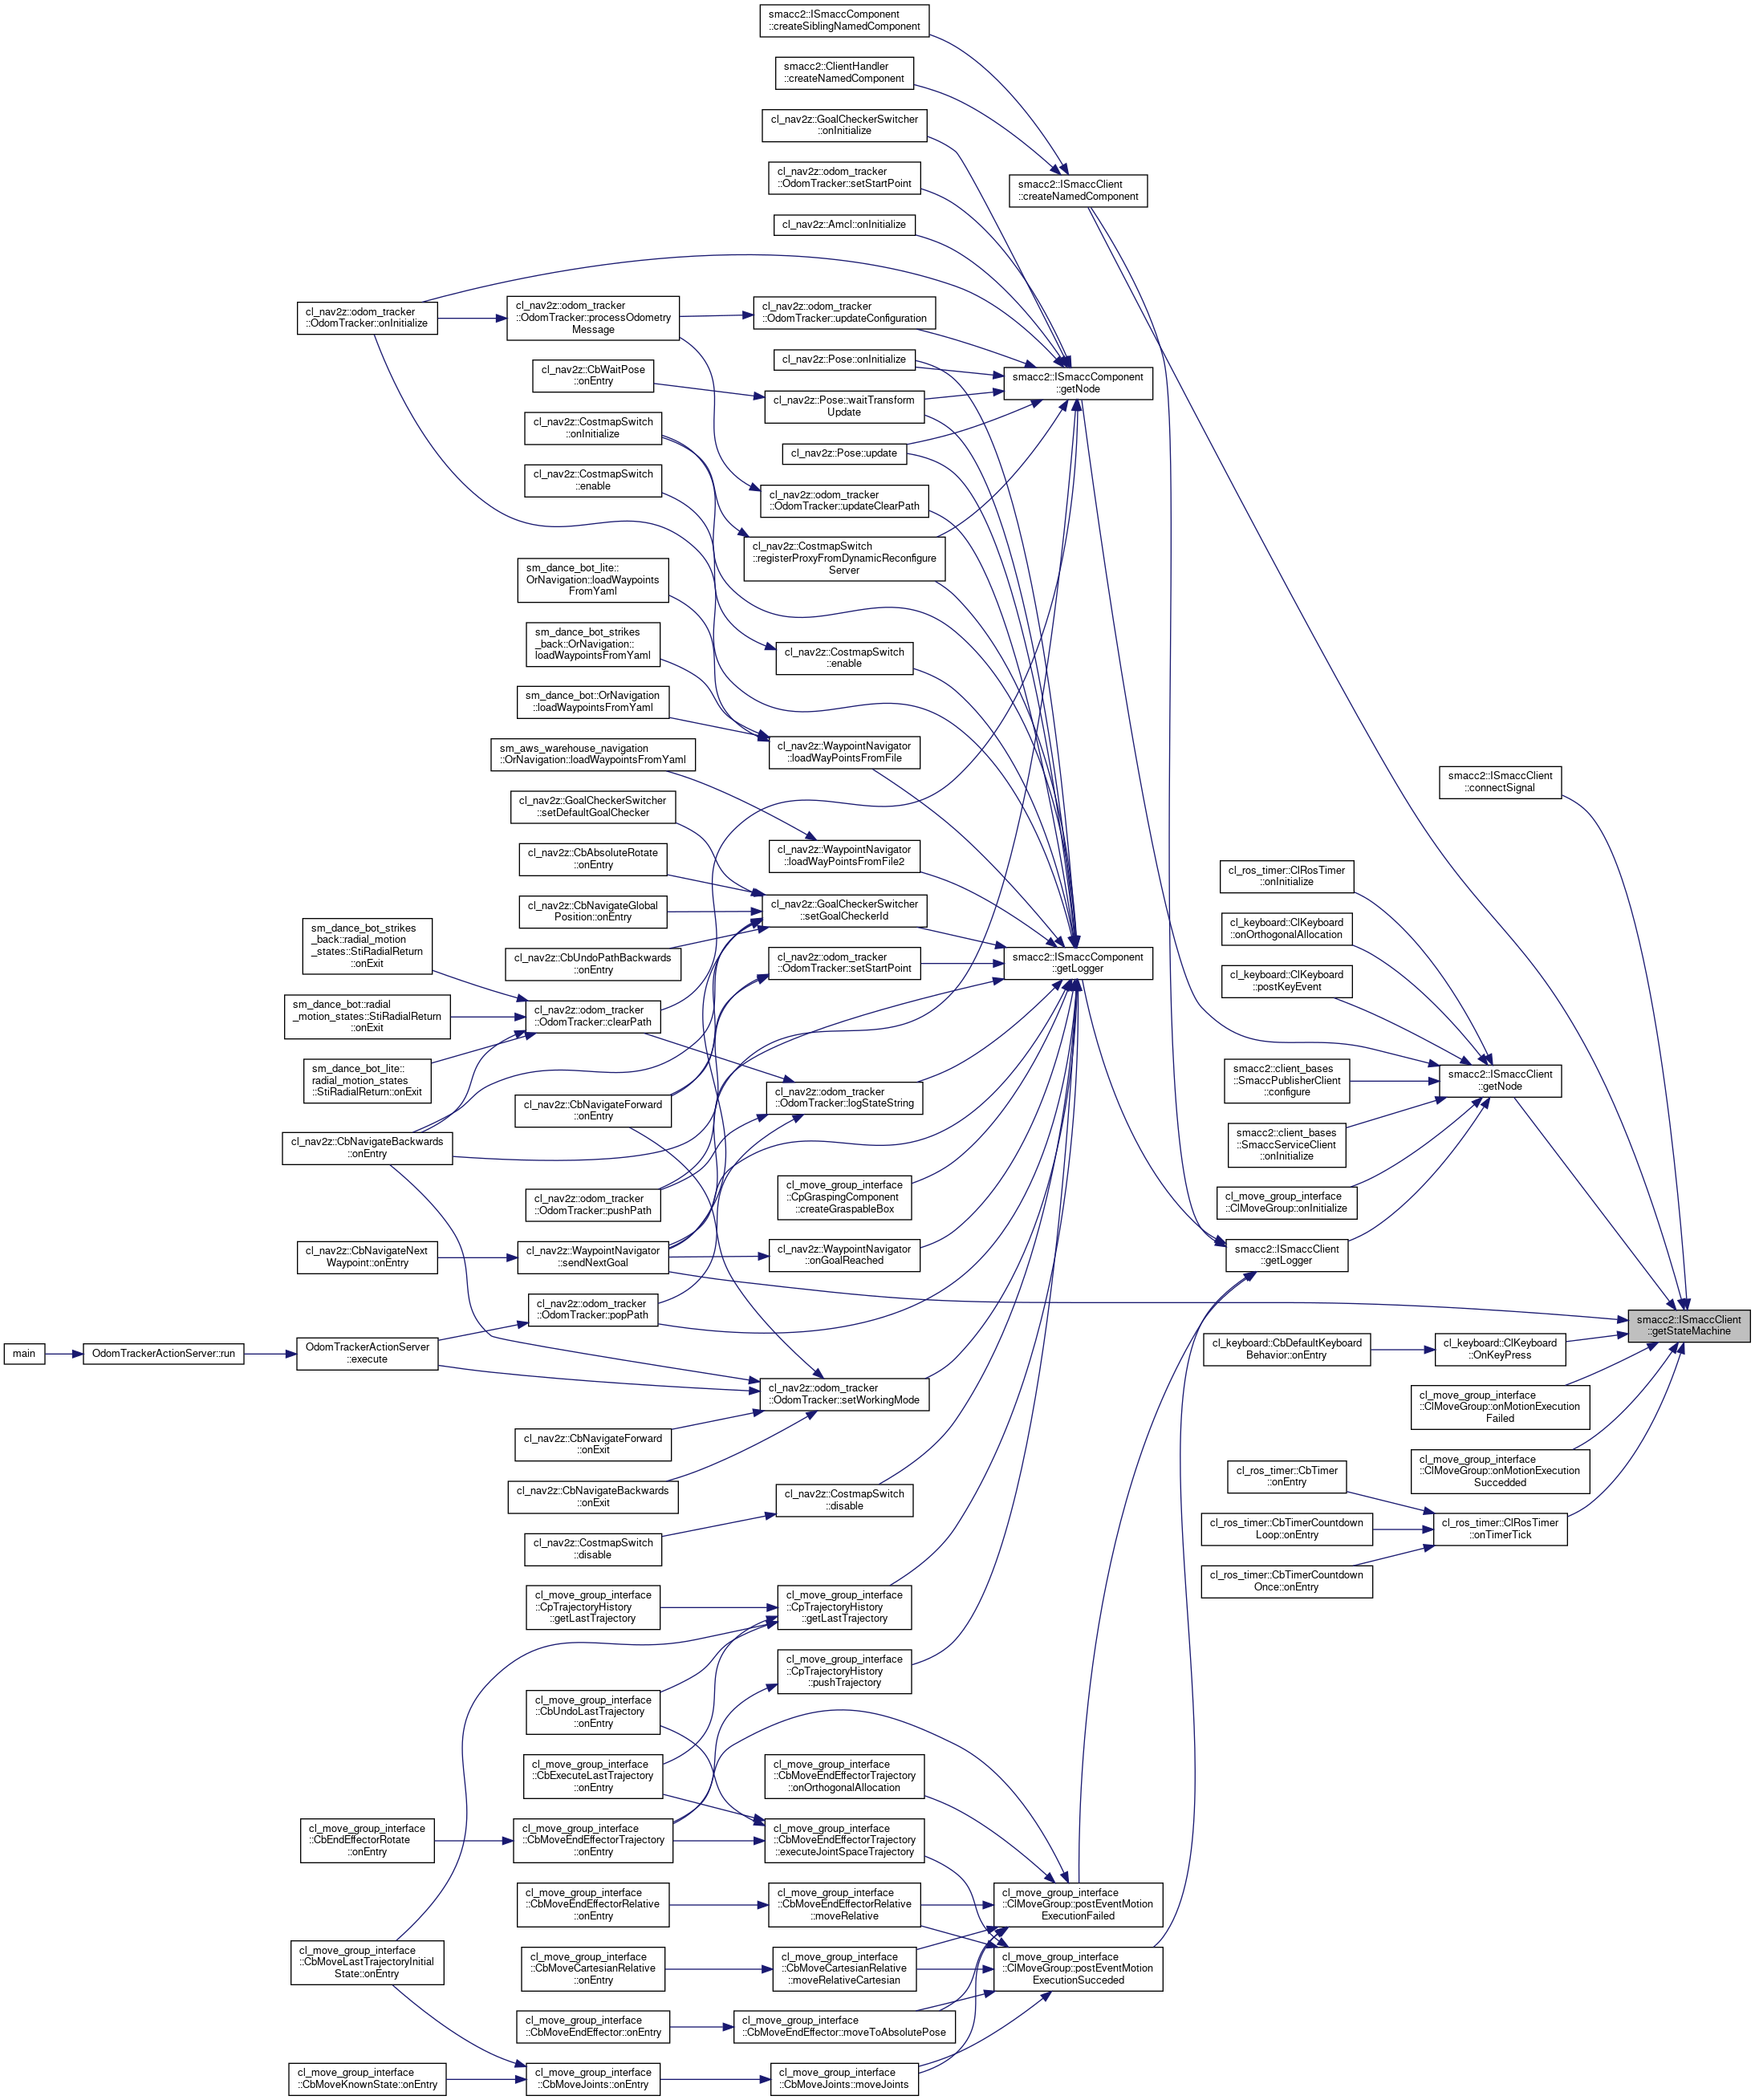 smacc2::ISmaccComponent
::createSiblingNamedComponent
smacc2::ClientHandler
::createNamedComponent
cl_nav2z::GoalCheckerSwitcher
::onInitialize
cl_nav2z::odom_tracker
::OdomTracker::setStartPoint
smacc2::ISmaccClient
::createNamedComponent
cl_nav2z::Amcl::onInitialize
cl_nav2z::odom_tracker
::OdomTracker::onInitialize
cl_nav2z::odom_tracker
::OdomTracker::processOdometry
Message
cl_nav2z::odom_tracker
::OdomTracker::updateConfiguration
cl_nav2z::CbWaitPose
::onEntry
cl_nav2z::Pose::onInitialize
smacc2::ISmaccComponent
::getNode
cl_nav2z::Pose::waitTransform
Update
cl_nav2z::CostmapSwitch
::onInitialize
cl_nav2z::Pose::update
cl_nav2z::CostmapSwitch
::enable
cl_nav2z::odom_tracker
::OdomTracker::updateClearPath
cl_nav2z::CostmapSwitch
::registerProxyFromDynamicReconfigure
Server
sm_dance_bot_lite::
OrNavigation::loadWaypoints
FromYaml
sm_dance_bot_strikes
_back::OrNavigation::
loadWaypointsFromYaml
cl_nav2z::CostmapSwitch
::enable
sm_dance_bot::OrNavigation
::loadWaypointsFromYaml
sm_aws_warehouse_navigation
::OrNavigation::loadWaypointsFromYaml
cl_nav2z::WaypointNavigator
::loadWayPointsFromFile
smacc2::ISmaccClient
::connectSignal
cl_nav2z::GoalCheckerSwitcher
::setDefaultGoalChecker
cl_nav2z::CbAbsoluteRotate
::onEntry
cl_nav2z::WaypointNavigator
::loadWayPointsFromFile2
cl_ros_timer::ClRosTimer
::onInitialize
cl_nav2z::CbNavigateGlobal
Position::onEntry
cl_nav2z::GoalCheckerSwitcher
::setGoalCheckerId
cl_keyboard::ClKeyboard
::onOrthogonalAllocation
sm_dance_bot_strikes
_back::radial_motion
_states::StiRadialReturn
::onExit
cl_nav2z::CbUndoPathBackwards
::onEntry
cl_nav2z::odom_tracker
::OdomTracker::setStartPoint
smacc2::ISmaccComponent
::getLogger
cl_keyboard::ClKeyboard
::postKeyEvent
sm_dance_bot::radial
_motion_states::StiRadialReturn
::onExit
cl_nav2z::odom_tracker
::OdomTracker::clearPath
sm_dance_bot_lite::
radial_motion_states
::StiRadialReturn::onExit
smacc2::client_bases
::SmaccPublisherClient
::configure
smacc2::ISmaccClient
::getNode
cl_nav2z::CbNavigateForward
::onEntry
cl_nav2z::odom_tracker
::OdomTracker::logStateString
cl_nav2z::CbNavigateBackwards
::onEntry
smacc2::client_bases
::SmaccServiceClient
::onInitialize
cl_nav2z::odom_tracker
::OdomTracker::pushPath
cl_move_group_interface
::CpGraspingComponent
::createGraspableBox
cl_move_group_interface
::ClMoveGroup::onInitialize
cl_nav2z::CbNavigateNext
Waypoint::onEntry
cl_nav2z::WaypointNavigator
::sendNextGoal
cl_nav2z::WaypointNavigator
::onGoalReached
smacc2::ISmaccClient
::getLogger
cl_nav2z::odom_tracker
::OdomTracker::popPath
smacc2::ISmaccClient
::getStateMachine
main
OdomTrackerActionServer::run
OdomTrackerActionServer
::execute
cl_keyboard::CbDefaultKeyboard
Behavior::onEntry
cl_keyboard::ClKeyboard
::OnKeyPress
cl_nav2z::odom_tracker
::OdomTracker::setWorkingMode
cl_move_group_interface
::ClMoveGroup::onMotionExecution
Failed
cl_nav2z::CbNavigateForward
::onExit
cl_move_group_interface
::ClMoveGroup::onMotionExecution
Succedded
cl_nav2z::CbNavigateBackwards
::onExit
cl_nav2z::CostmapSwitch
::disable
cl_ros_timer::CbTimer
::onEntry
cl_ros_timer::CbTimerCountdown
Loop::onEntry
cl_ros_timer::ClRosTimer
::onTimerTick
cl_nav2z::CostmapSwitch
::disable
cl_ros_timer::CbTimerCountdown
Once::onEntry
cl_move_group_interface
::CpTrajectoryHistory
::getLastTrajectory
cl_move_group_interface
::CpTrajectoryHistory
::getLastTrajectory
cl_move_group_interface
::CpTrajectoryHistory
::pushTrajectory
cl_move_group_interface
::CbUndoLastTrajectory
::onEntry
cl_move_group_interface
::CbExecuteLastTrajectory
::onEntry
cl_move_group_interface
::CbMoveEndEffectorTrajectory
::onOrthogonalAllocation
cl_move_group_interface
::CbEndEffectorRotate
::onEntry
cl_move_group_interface
::CbMoveEndEffectorTrajectory
::onEntry
cl_move_group_interface
::CbMoveEndEffectorTrajectory
::executeJointSpaceTrajectory
cl_move_group_interface
::CbMoveEndEffectorRelative
::onEntry
cl_move_group_interface
::CbMoveEndEffectorRelative
::moveRelative
cl_move_group_interface
::ClMoveGroup::postEventMotion
ExecutionFailed
cl_move_group_interface
::CbMoveLastTrajectoryInitial
State::onEntry
cl_move_group_interface
::CbMoveCartesianRelative
::onEntry
cl_move_group_interface
::CbMoveCartesianRelative
::moveRelativeCartesian
cl_move_group_interface
::ClMoveGroup::postEventMotion
ExecutionSucceded
cl_move_group_interface
::CbMoveEndEffector::onEntry
cl_move_group_interface
::CbMoveEndEffector::moveToAbsolutePose
cl_move_group_interface
::CbMoveKnownState::onEntry
cl_move_group_interface
::CbMoveJoints::onEntry
cl_move_group_interface
::CbMoveJoints::moveJoints